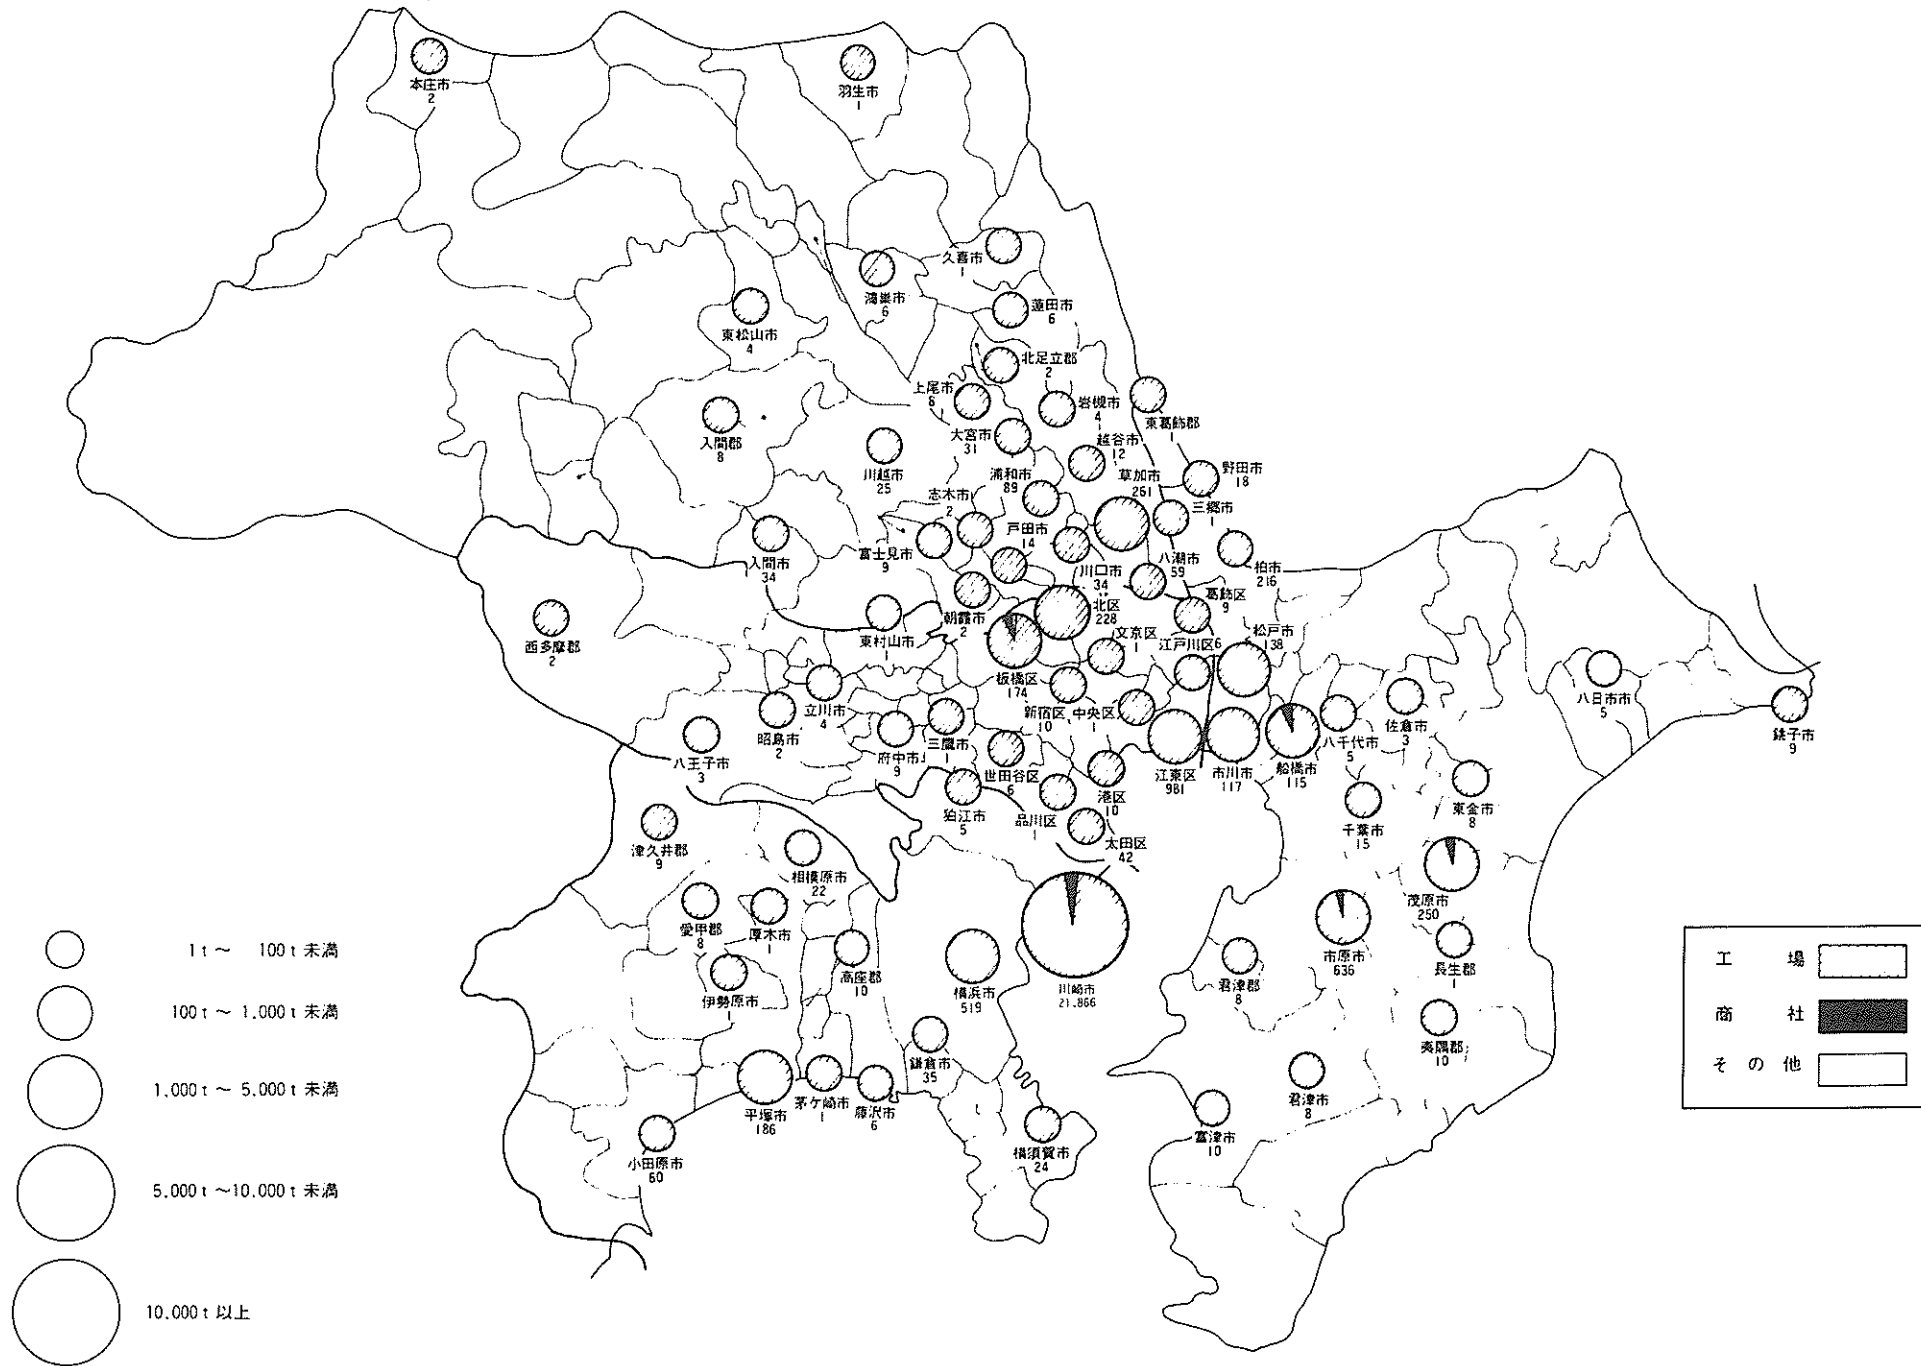 本庄市
2
羽生市
1
久喜市
1
鴻巣市
6
蓮田市
6
東松山市
4
北足立郡
2
上尾市
6
岩槻市
4
東葛飾郡
1
入間郡
8
大宮市
31
越谷市
12
川越市
25
浦和市
89
草加市
261
野田市
18
志木市
2
三郷市
1
戸田市
14
富士見市
9
入間市
34
川口市
34
八潮市
59
柏市
216
葛飾区
9
朝霞市
2
北区
228
西多摩郡
2
東村山市
1
文京区
1
江戸川区
6
松戸市
138
板橋区
174
新宿区
10
中央区
1
八日市市
5
銚子市
9
立川市
4
昭島市
2
八王子市
3
府中市
9
三鷹市
1
世田谷区
6
江東区
981
市川市
117
船橋市
115
八千代市
5
佐倉市
3
港区
10
東金市
8
狛江市
5
品川区
1
太田区
42
千葉市
15
津久井郡
9
相模原市
22
茂原市
250
愛甲郡
8
厚木市
1
高座郡
10
横浜市
519
川崎市
21.866
市原市
636
長生郡
1
君津郡
8
伊勢原市
1
鎌倉市
35
夷隅郡
10
平塚市
186
茅ケ崎市
1
藤沢市
6
君津市
8
富津市
10
小田原市
60
横須賀市
24
1t～ 100t未満
100t～1.000t未満
1.000t～5.000t未満
5.000t～10.000t未満
10.000t以上
工場
商社
その他